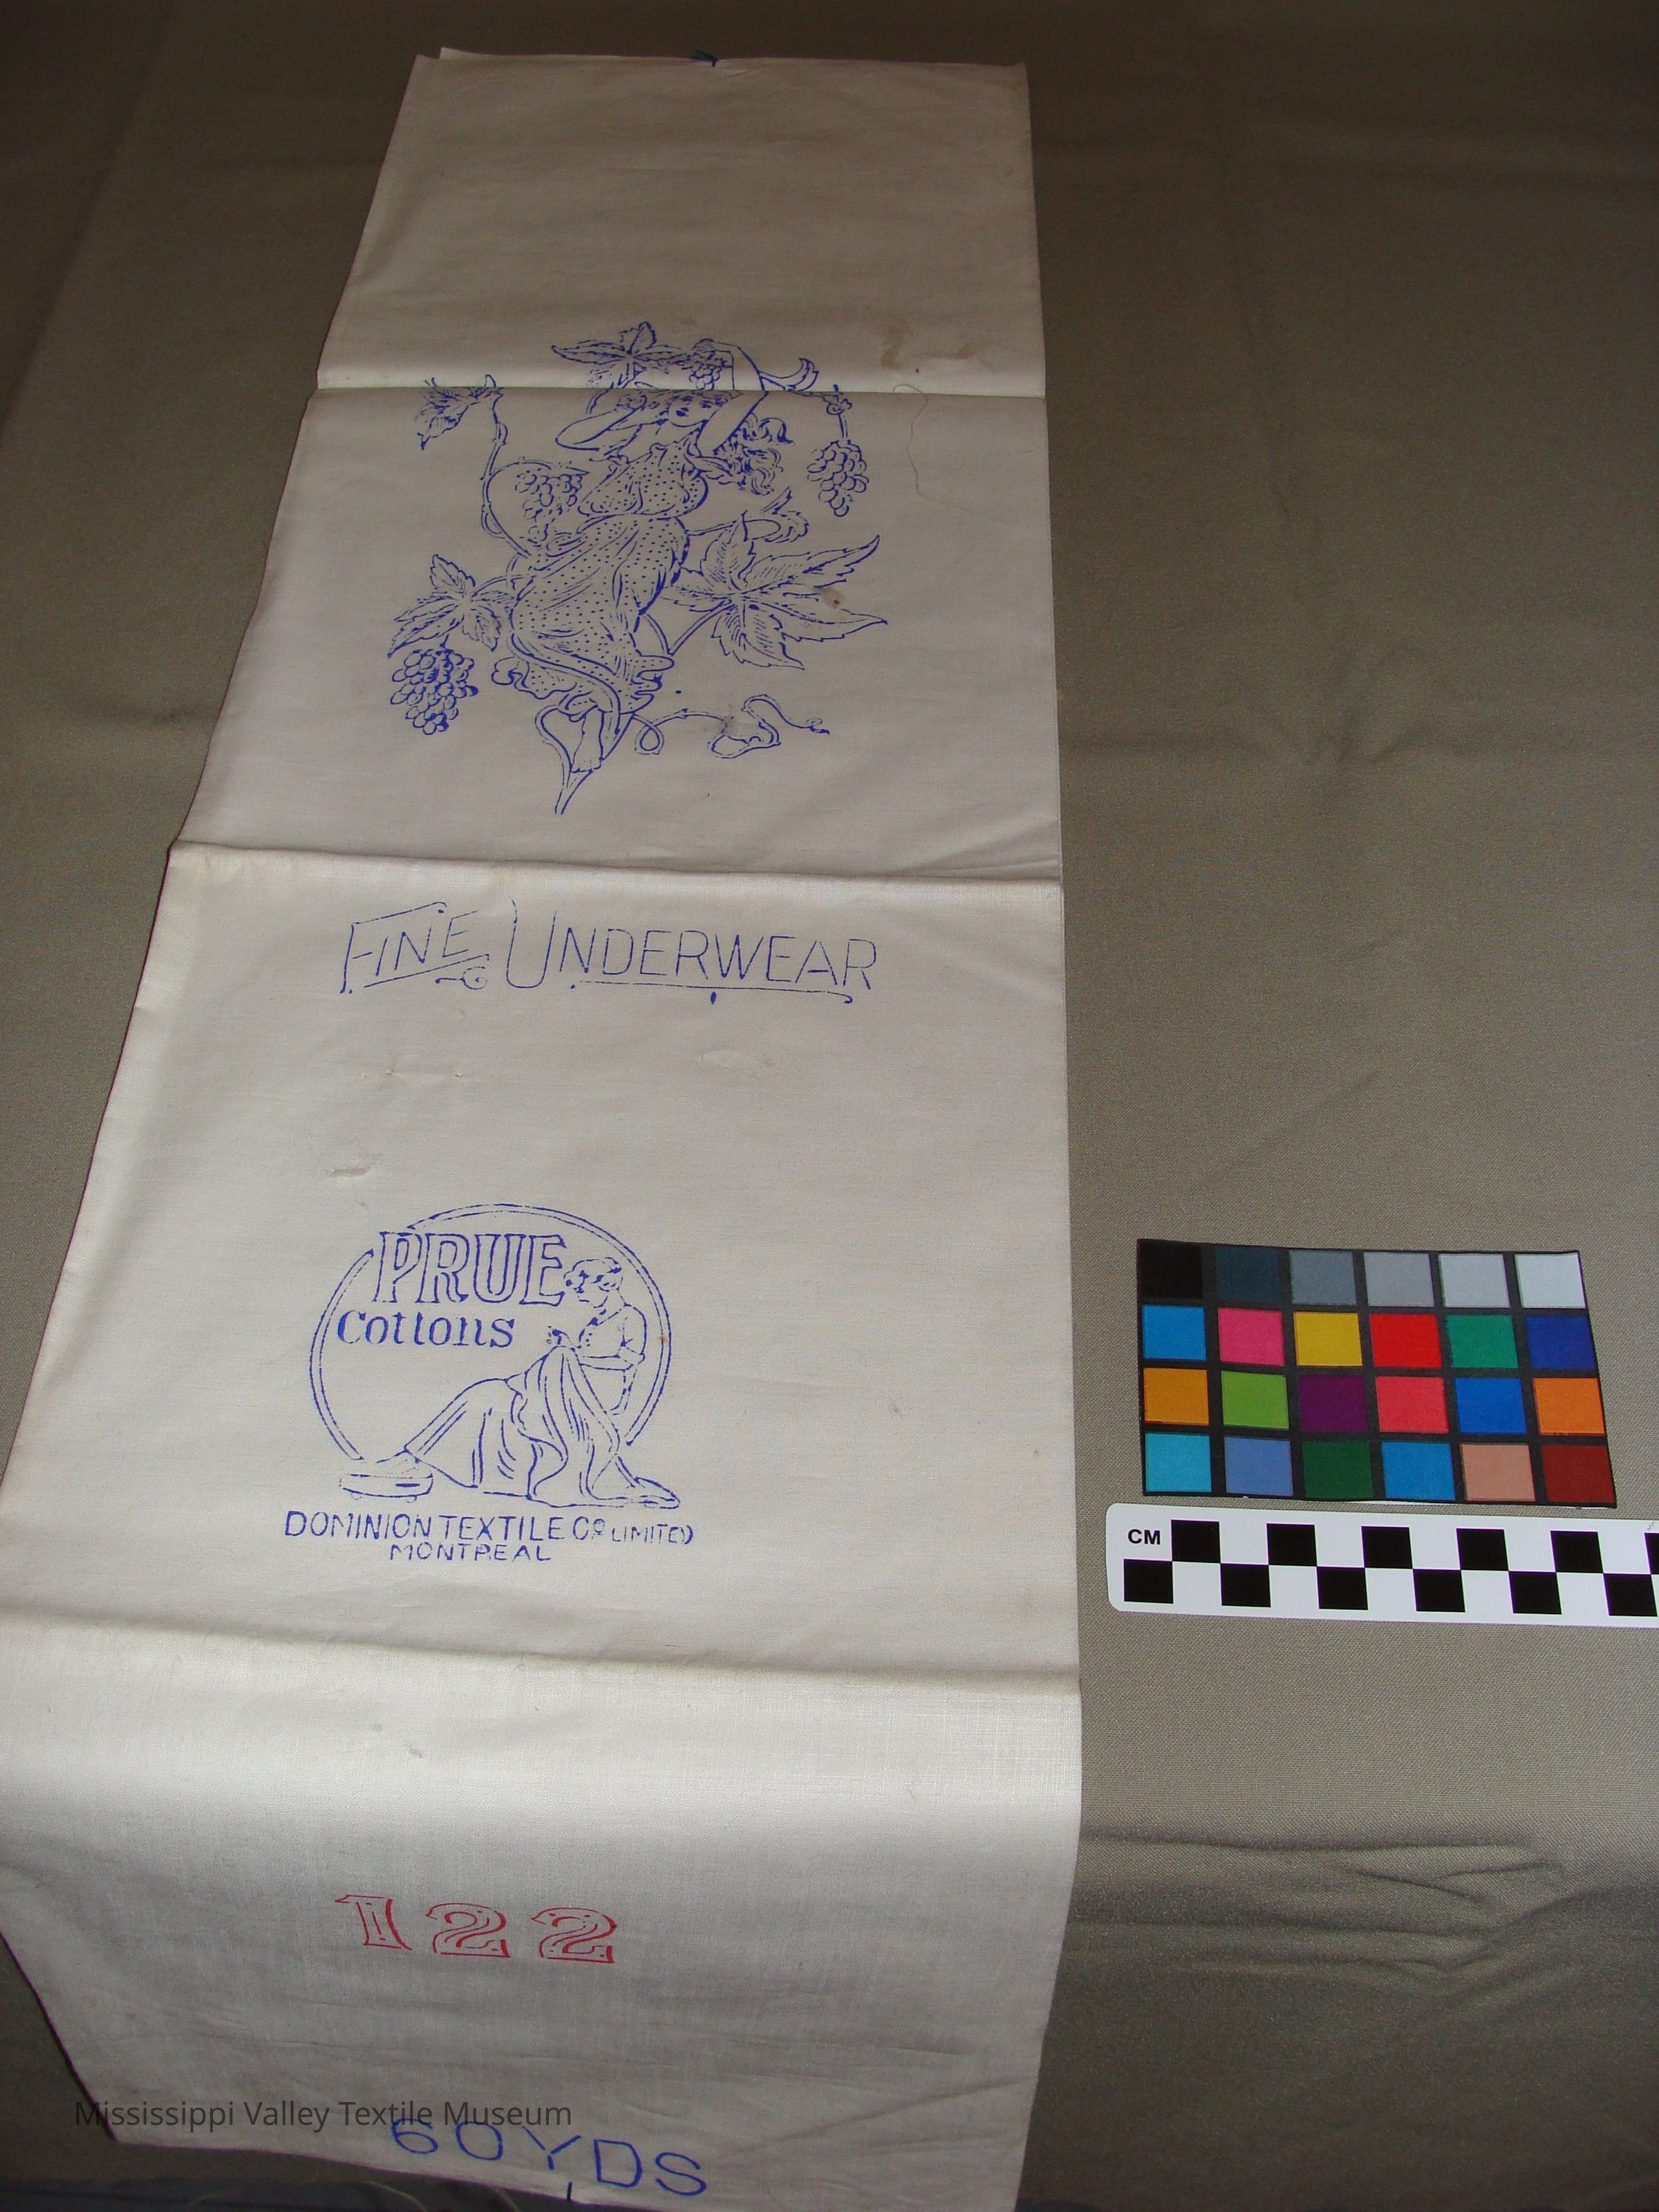 FINE UNDERWEAR
PRUE
Cottons
DOMINION TEXTILE CO LIMITED
MONTREAL
122
60YDS
CM
Mississippi Valley Textile Museum